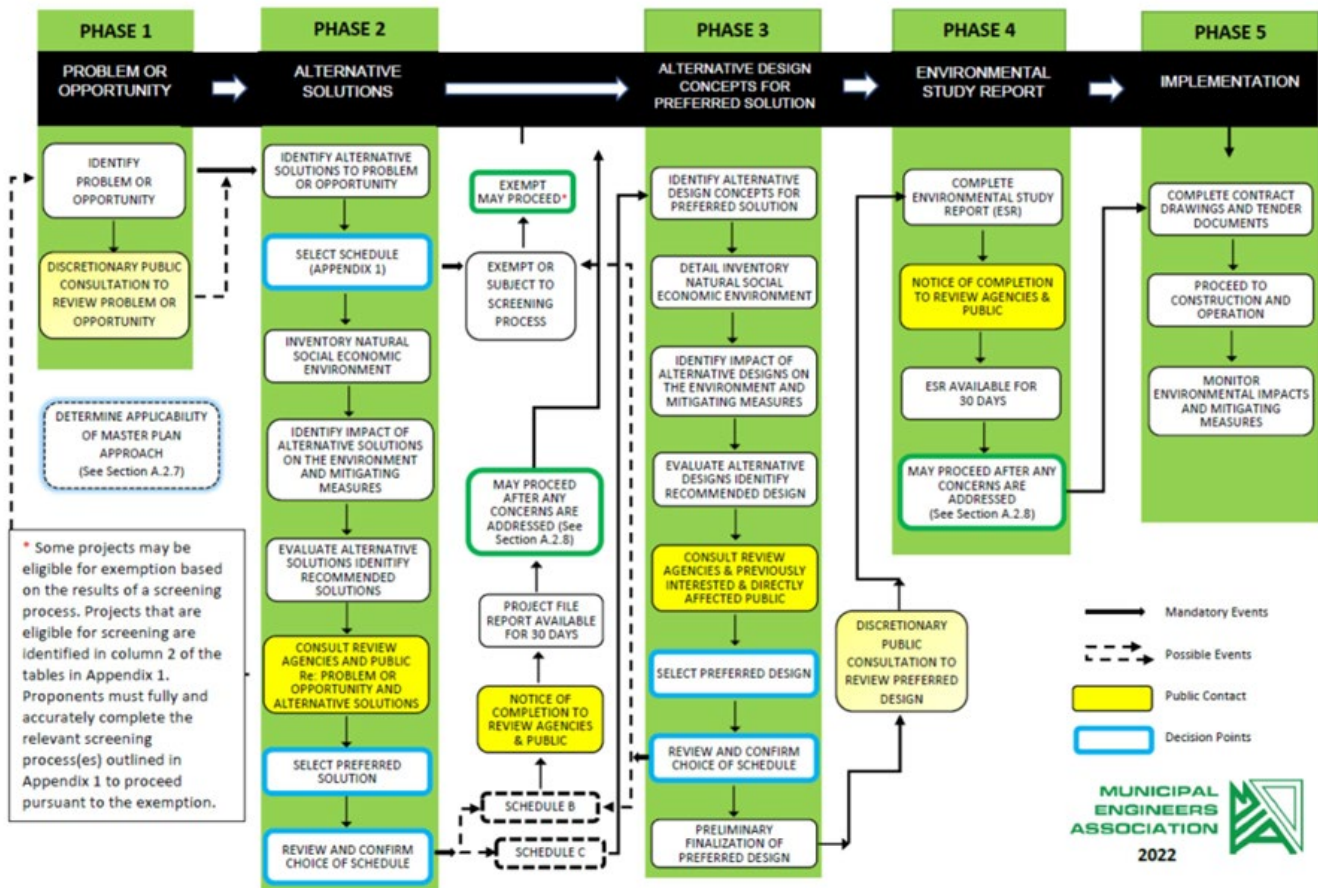 PHASE 1
PROBLEM OR
OPPORTUNITY
IDENTIFY
PROBLEM OR
OPPORTUNITY
DISCRETIONARY PUBLIC
CONSULTATION TO
REVIEW PROBLEM OR
OPPORTUNITY
DETERMINE APPLICABILITY
OF MASTER PLAN
APPROACH
(See Section A.2.7)
* Some projects may be
eligible for exemption based
on the results of a screening
process. Projects that are
eligible for screening are
identified in column 2 of the
tables in Appendix 1.
Proponents must fully and
accurately complete the
relevant screening
process(es) outlined in
Appendix 1 to proceed
pursuant to the exemption.
PHASE 2
ALTERNATIVE
SOLUTIONS
IDENTIFY ALTERNATIVE
SOLUTIONS TO PROBLEM
OR OPPORTUNITY
SELECT SCHEDULE
(APPENDIX 1)
INVENTORY NATURAL
SOCIAL ECONOMIC
ENVIRONMENT
IDENTIFY IMPACT OF
ALTERNATIVE SOLUTIONS
ON THE ENVIRONMENT
AND MITIGATING
MEASURES
EVALUATE ALTERNATIVE
SOLUTIONS IDENITIFY
RECOMMENDED
SOLUTIONS
CONSULT REVIEW
AGENCIES AND PUBLIC
Re: PROBLEM OR
OPPORTUNITY AND
ALTERNATIVE SOLUTIONS
SELECT PREFERRED
SOLUTION
REVIEW AND CONFIRM
CHOICE OF SCHEDULE
EXEMPT
MAY PROCEED*
EXEMPT OR
SUBJECT TO
SCREENING
PROCESS
MAY PROCEED
AFTER ANY
CONCERNS ARE
ADDRESSED (See
Section A.2.8)
PROJECT FILE
REPORT AVAILABLE
FOR 30 DAYS
NOTICE OF
COMPLETION TO
REVIEW AGENCIES
& PUBLIC
SCHEDULE B
SCHEDULE C
PHASE 3
ALTERNATIVE DESIGN
CONCEPTS FOR
PREFERRED SOLUTION
IDENTIFY ALTERNATIVE
DESIGN CONCEPTS FOR
PREFERRED SOLUTION
DETAIL INVENTORY
NATURAL SOCIAL
ECONOMIC ENVIRONMENT
IDENTIFY IMPACT OF
ALTERNATIVE DESIGNS ON
THE ENVIRONMENT AND
MITIGATING MEASURES
EVALUATE ALTERNATIVE
DESIGNS IDENITIFY
RECOMMENDED DESIGN
CONSULT REVIEW
AGENCIES & PREVIOUSLY
INTERESTED & DIRECTLY
AFFECTED PUBLIC
SELECT PREFERRED DESIGN
REVIEW AND CONFIRM
CHOICE OF SCHEDULE
PRELIMINARY
FINALIZATION OF
PREFERRED DESIGN
PHASE 4
ENVIRONMENTAL
STUDY REPORT
COMPLETE
ENVIRONMENTAL STUDY
REPORT (ESR)
NOTICE OF COMPLETION
TO REVIEW AGENCIES &
PUBLIC
ESR AVAILABLE FOR
30 DAYS
MAY PROCEED AFTER ANY
CONCERNS ARE
ADDRESSED
(See Section A.2.8)
DISCRETIONARY
PUBLIC
CONSULTATION TO
REVIEW PREFERRED
DESIGN
PHASE 5
IMPLEMENTATION
COMPLETE CONTRACT
DRAWINGS AND TENDER
DOCUMENTS
PROCEED TO
CONSTRUCTION AND
OPERATION
MONITOR
ENVIRONMENTAL IMPACTS
AND MITIGATING
MEASURES
Mandatory Events
Possible Events
Public Contact
Decision Points
MUNICIPAL
ENGINEERS
ASSOCIATION
2022